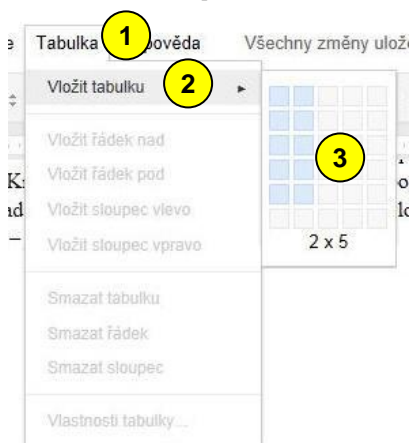 Tabulka 1 pověda Všechny změny ulože
Vložit tabulku 2
Vložit řádek nad
Vložit řádek pod
Vložit sloupec vlevo
Vložit sloupec vpravo
3
2 x 5
Smazat tabulku
Smazat řádek
Smazat sloupec
Vlastnosti tabulky...